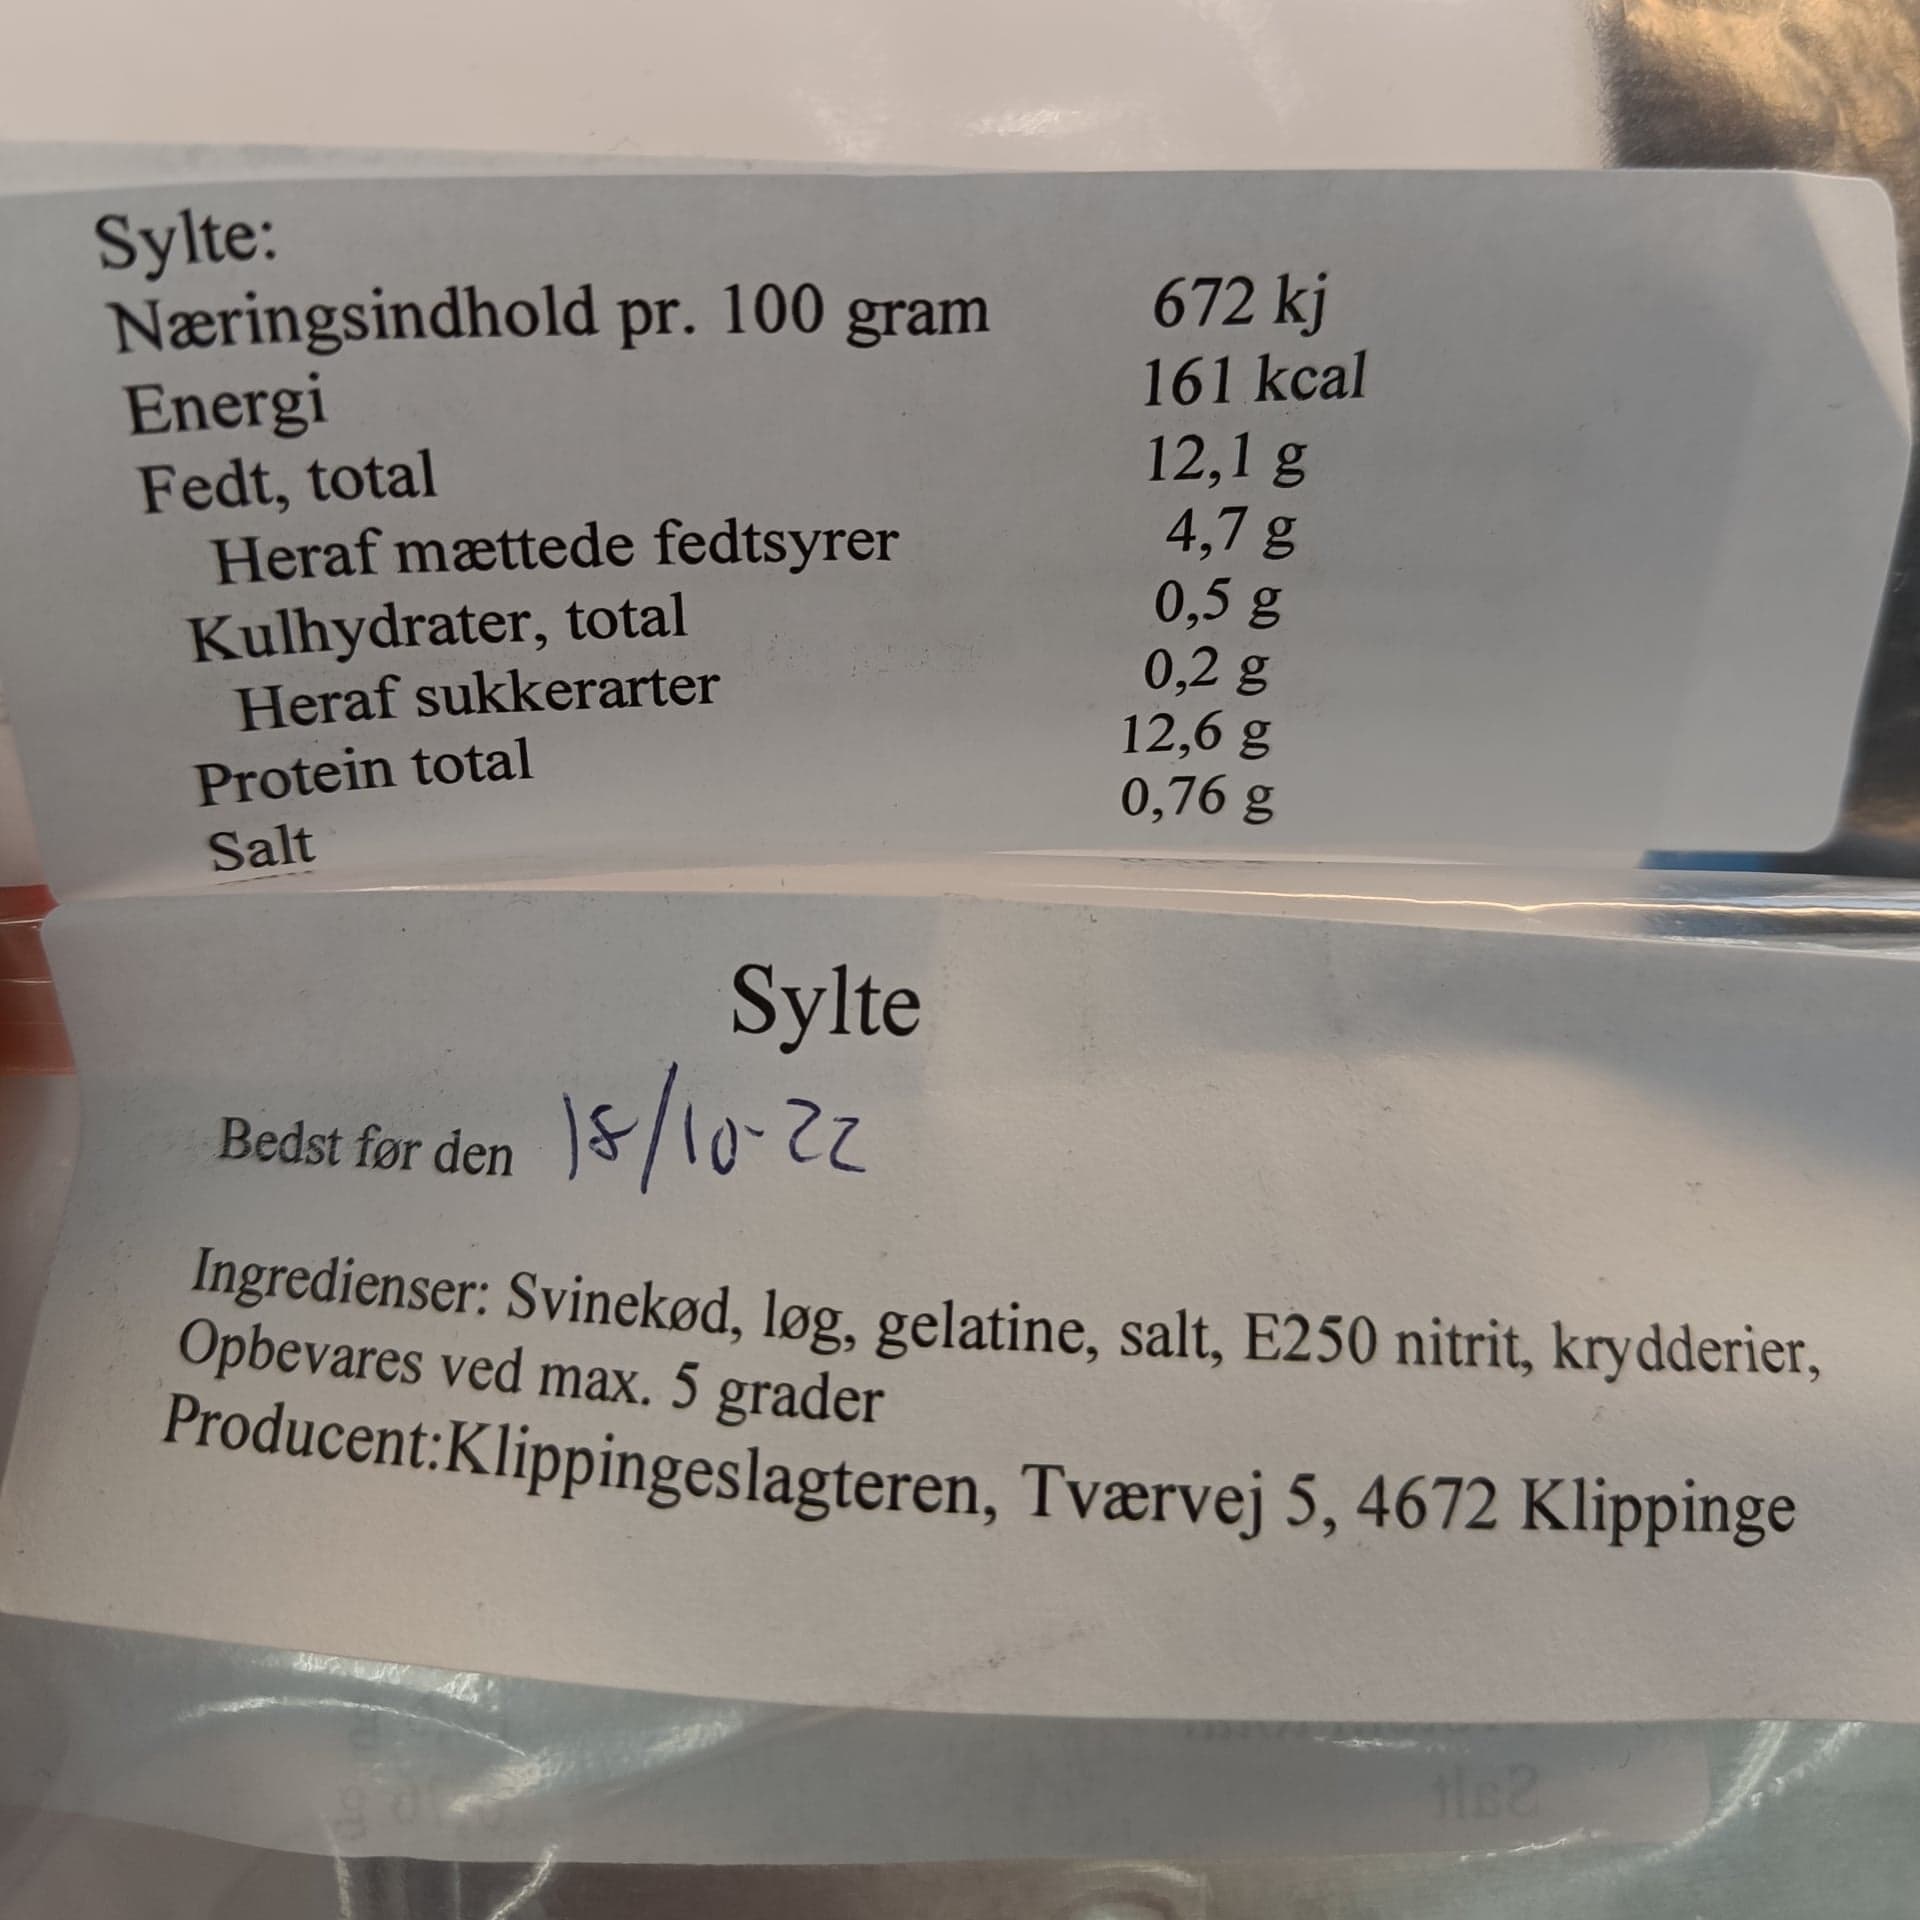 Sylte:
Næringsindhold pr. 100 gram 672 kj
Energi 161 kcal
Fedt, total 12,1 g
Heraf mættede fedtsyrer 4,7 g
Kulhydrater, total 0,5 g
Heraf sukkerarter 0,2 g
Protein total 12,6 g
Salt 0,76 g
Sylte
Bedst før den 18/10-22
Ingredienser: Svinekød, løg, gelatine, salt, E250 nitrit, krydderier,
Opbevares ved max. 5 grader
Producent:Klippingeslagteren, Tværvej 5, 4672 Klippinge
Salt